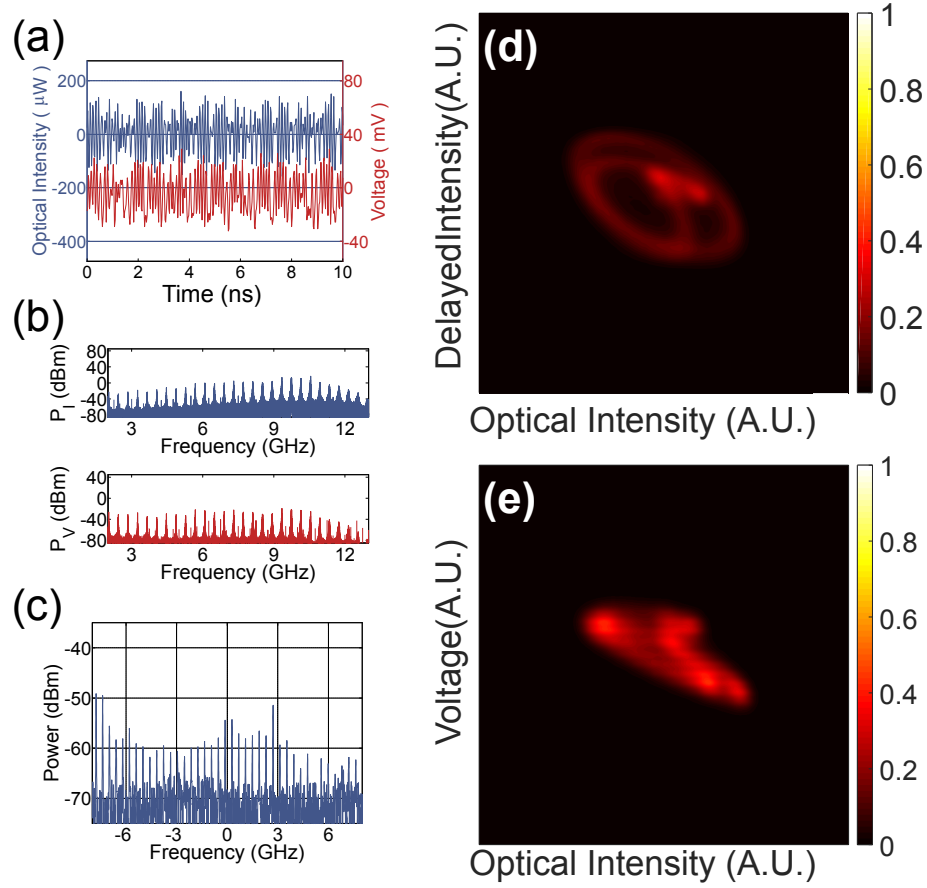 (a)
Optical Intensity ( μW )
200
0
-200
-400
80
40
0
-40
Voltage ( mV )
0 2 4 6 8 10
Time (ns)
(b)
P_I (dBm)
80
40
0
-40
-80
3 6 9 12
Frequency (GHz)
P_V (dBm)
40
0
-40
-80
3 6 9 12
Frequency (GHz)
(c)
Power (dBm)
-40
-50
-60
-70
-6 -3 0 3 6
Frequency (GHz)
(d)
DelayedIntensity(A.U.)
Optical Intensity (A.U.)
1
0.8
0.6
0.4
0.2
0
(e)
Voltage(A.U.)
Optical Intensity (A.U.)
1
0.8
0.6
0.4
0.2
0